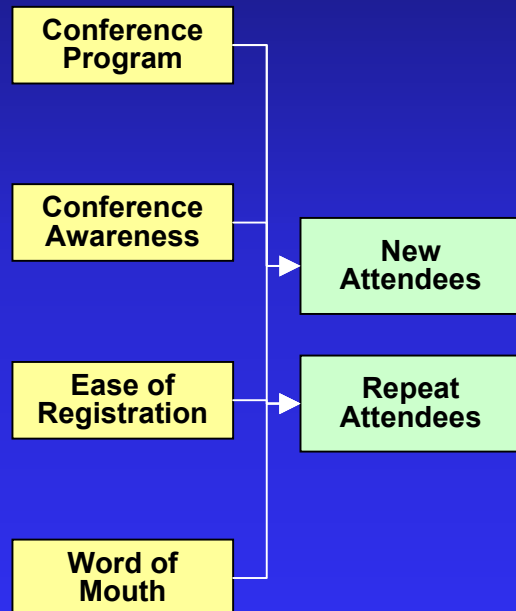 Conference
Program
Conference
Awareness
New
Attendees
Ease of
Registration
Repeat
Attendees
Word of
Mouth